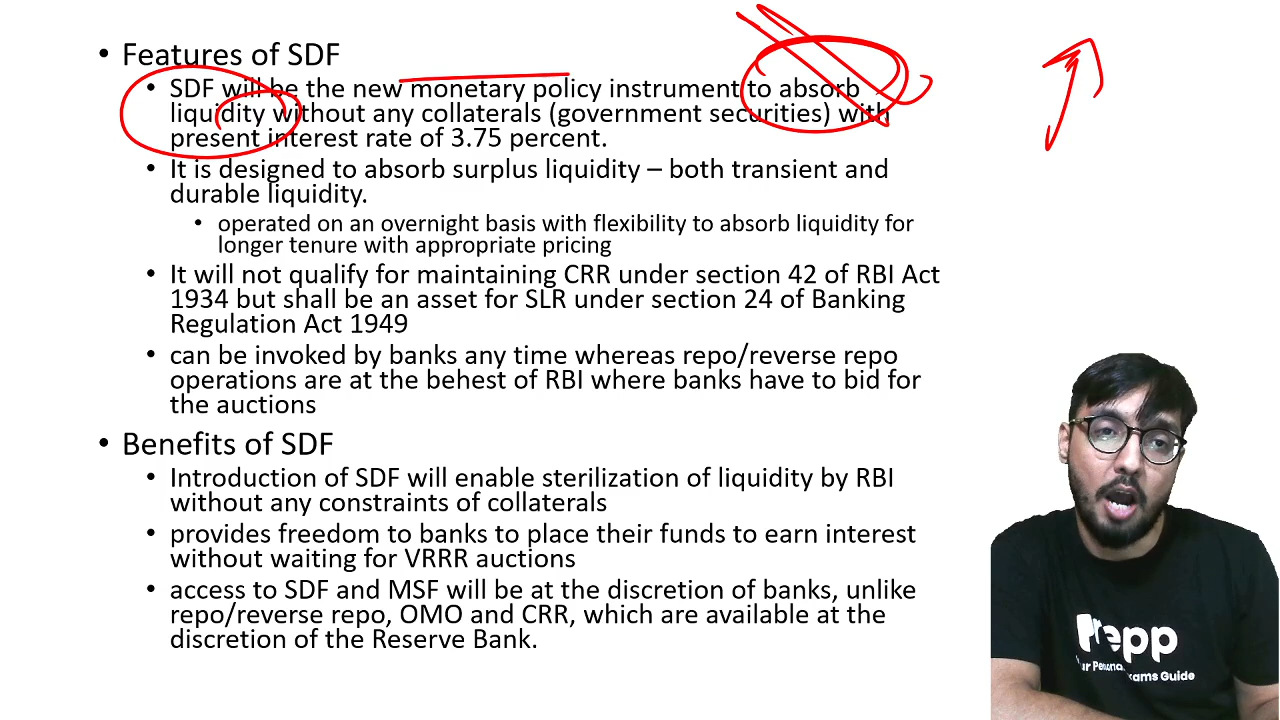 • Features of SDF
• SDF will be the new monetary policy instrument to absorb
liquidity without any collaterals (government securities) with
present interest rate of 3.75 percent.
• It is designed to absorb surplus liquidity – both transient and
durable liquidity.
• operated on an overnight basis with flexibility to absorb liquidity for
longer tenure with appropriate pricing
• It will not qualify for maintaining CRR under section 42 of RBI Act
1934 but shall be an asset for SLR under section 24 of Banking
Regulation Act 1949
• can be invoked by banks any time whereas repo/reverse repo
operations are at the behest of RBI where banks have to bid for
the auctions
• Benefits of SDF
• Introduction of SDF will enable sterilization of liquidity by RBI
without any constraints of collaterals
• provides freedom to banks to place their funds to earn interest
without waiting for VRRR auctions
• access to SDF and MSF will be at the discretion of banks, unlike
repo/reverse repo, OMO and CRR, which are available at the
discretion of the Reserve Bank.
Prepp
ur Persona Exams Guide